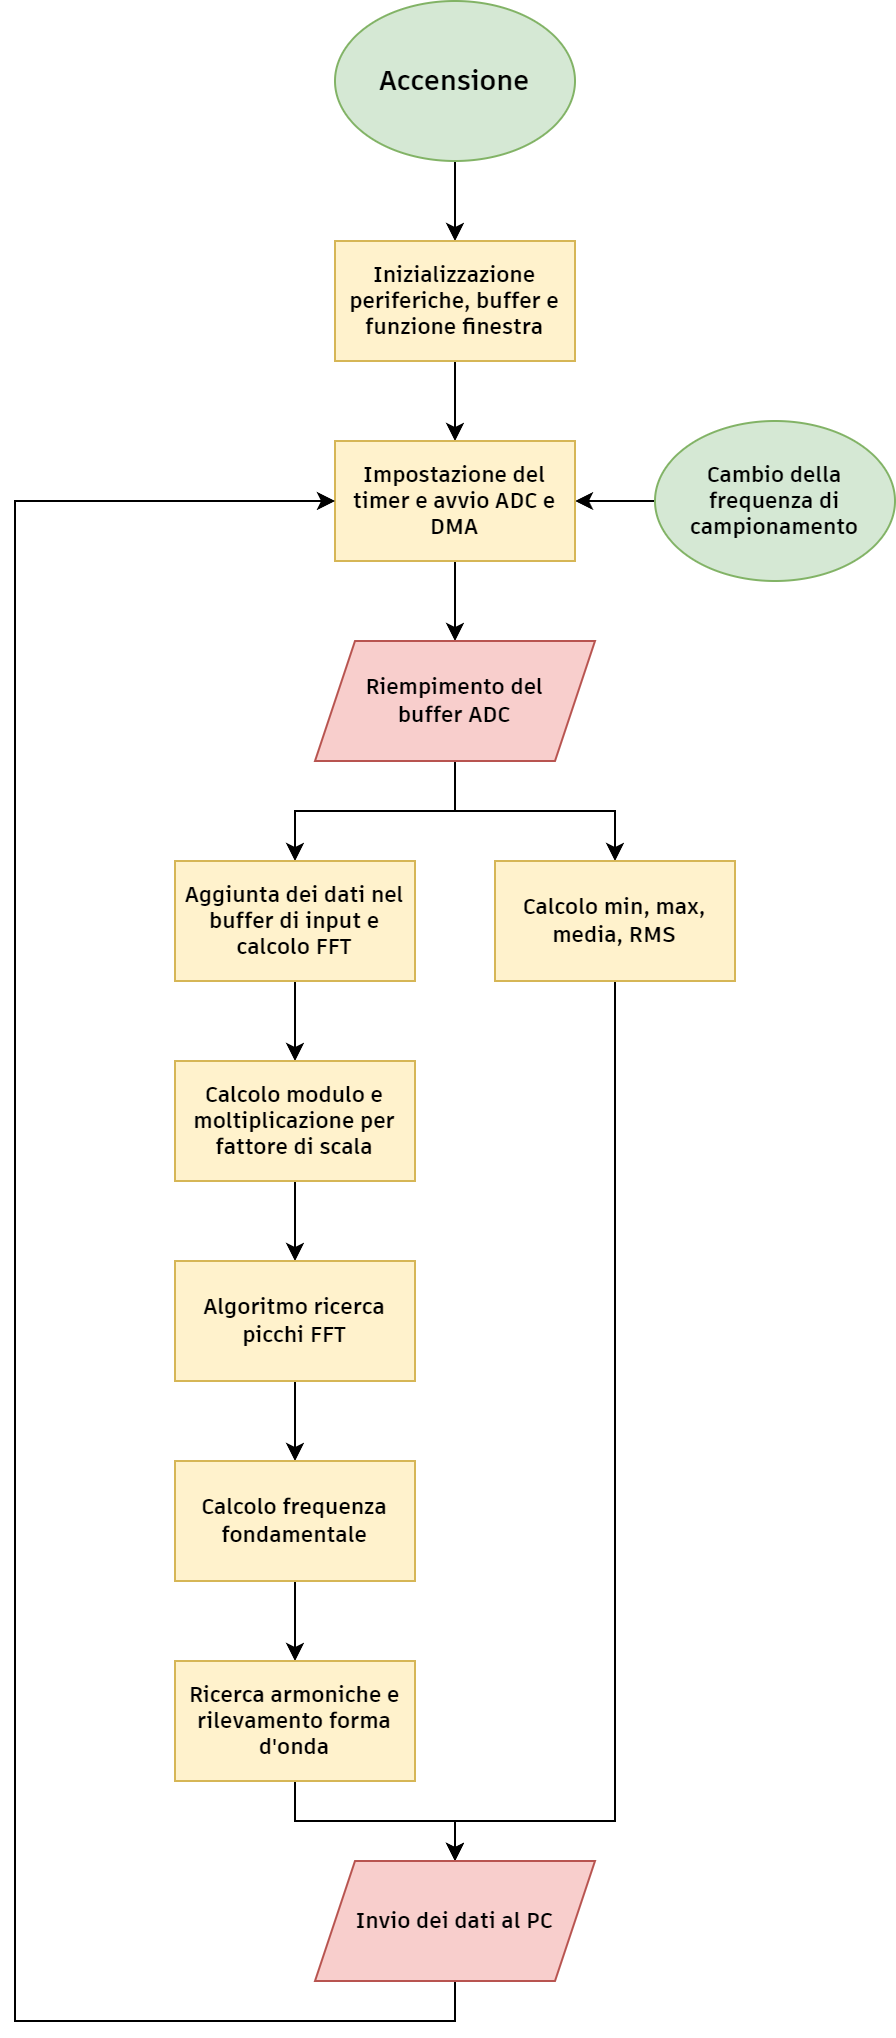 Accensione
Inizializzazione
periferiche, buffer e
funzione finestra
Impostazione del
timer e avvio ADC e
DMA
Cambio della
frequenza di
campionamento
Riempimento del
buffer ADC
Aggiunta dei dati nel
buffer di input e
calcolo FFT
Calcolo min, max,
media, RMS
Calcolo modulo e
moltiplicazione per
fattore di scala
Algoritmo ricerca
picchi FFT
Calcolo frequenza
fondamentale
Ricerca armoniche e
rilevamento forma
d'onda
Invio dei dati al PC